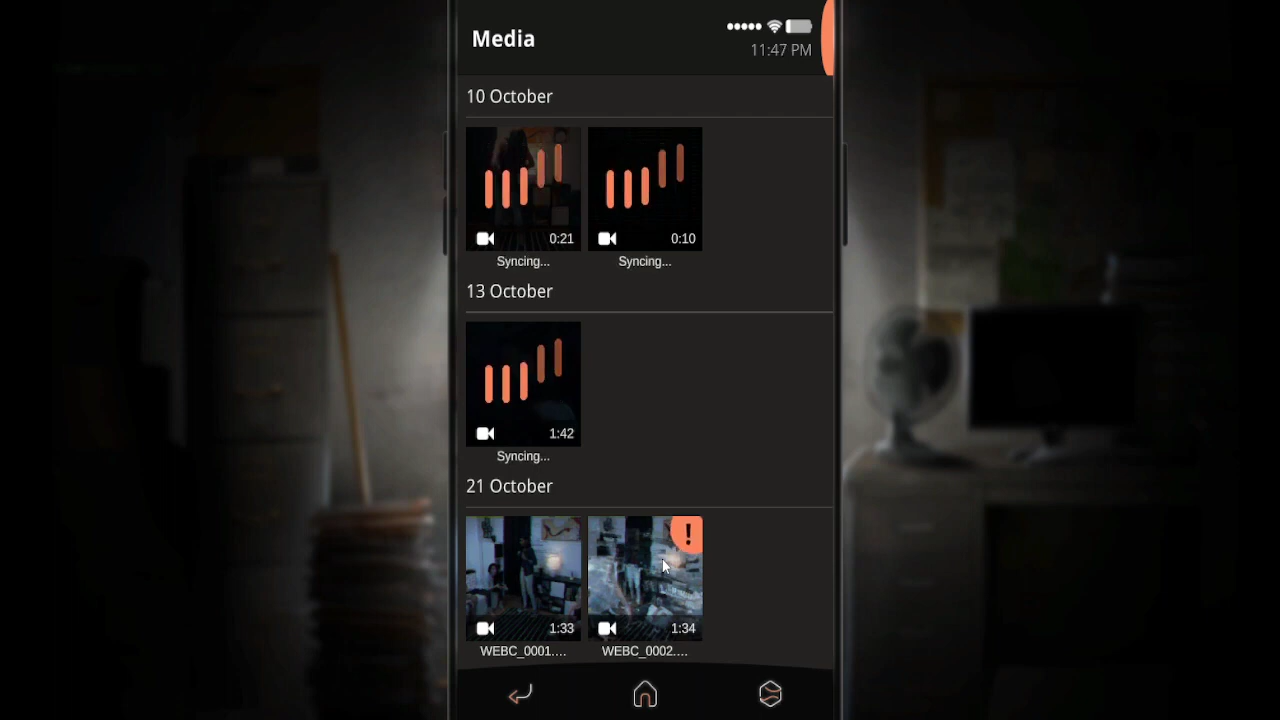 Media
11:47 PM
10 October
0:21
0:10
Syncing...
Syncing...
13 October
1:42
Syncing...
21 October
!
1:33
1:34
WEBC_0001....
WEBC_0002....